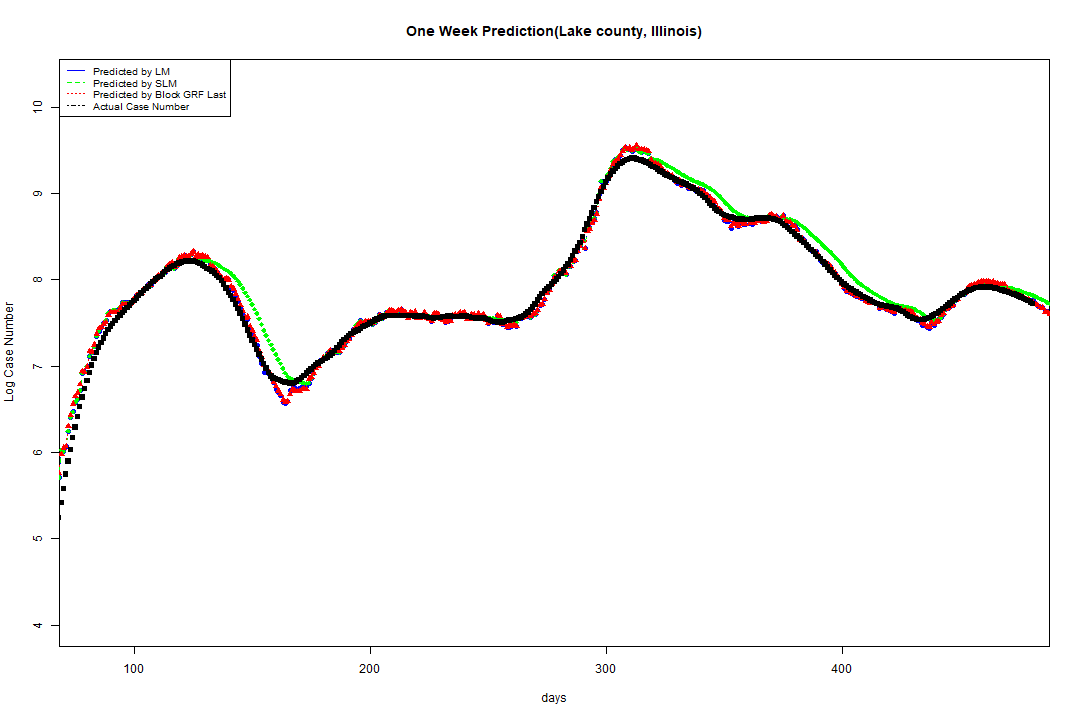 One Week Prediction(Lake county, Illinois)
Predicted by LM
Predicted by SLM
Predicted by Block GRF Last
Actual Case Number
10
9
8
7
6
5
4
Log Case Number
100 200 300 400
days